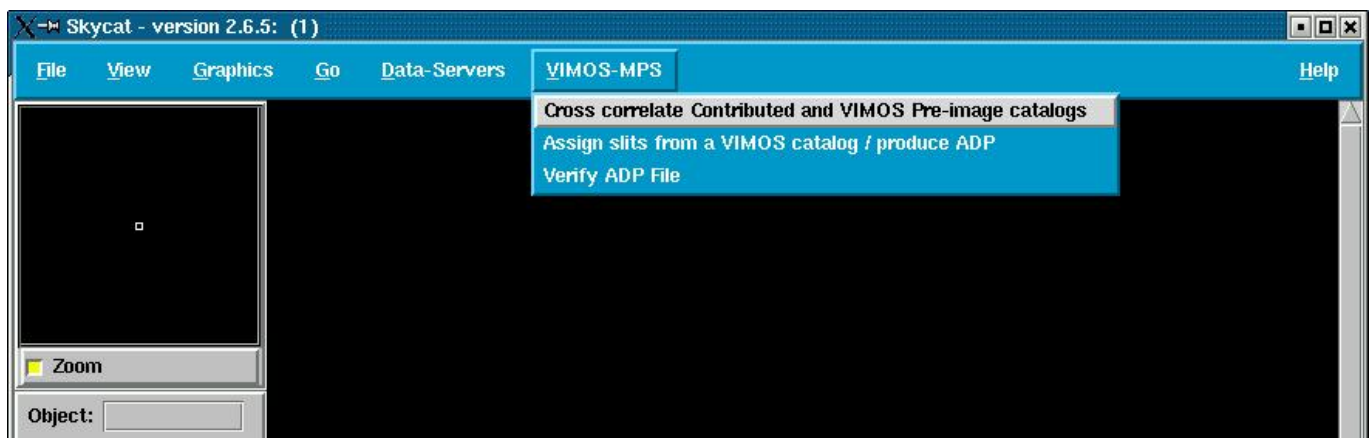 Skycat - version 2.6.5: (1)
File View Graphics Go Data-Servers VIMOS-MPS Help
Cross correlate Contributed and VIMOS Pre-image catalogs
Assign slits from a VIMOS catalog / produce ADP
Verify ADP File
Zoom
Object: